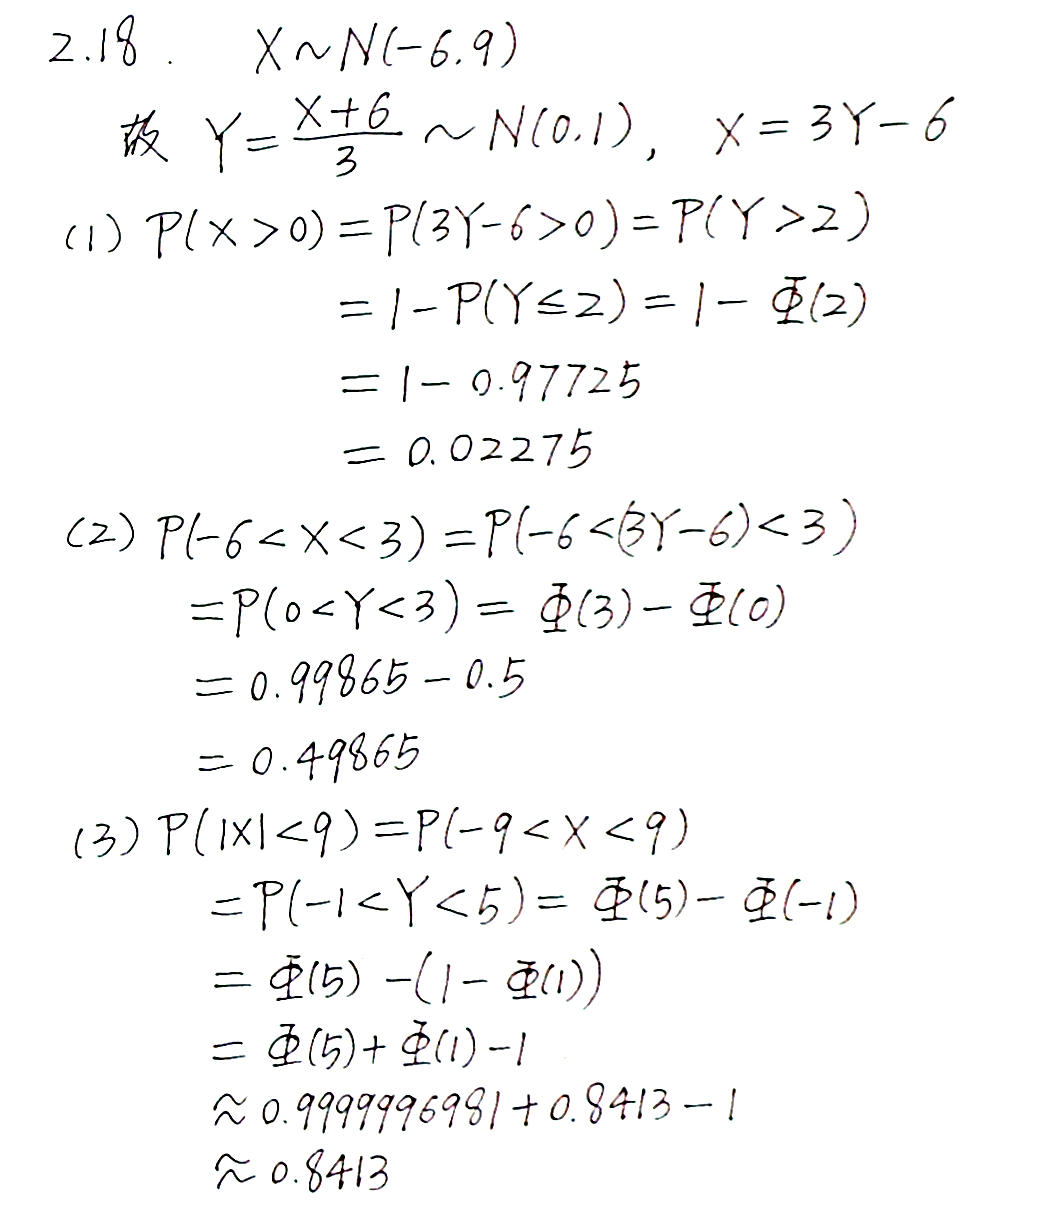 2.18. X~N(-6.9)
故 Y=\frac{X+6}{3} ~N(0.1), X=3Y-6
(1) P(X>0)=P(3Y-6>0)=P(Y>2)
=1-P(Y≤2)=1-Φ(2)
=1-0.97725
=0.02275
(2) P(-6<X<3)=P(-6<(3Y-6)<3)
=P(0<Y<3)=Φ(3)-Φ(0)
=0.99865-0.5
=0.49865
(3) P(|X|<9)=P(-9<X<9)
=P(-1<Y<5)=Φ(5)-Φ(-1)
=Φ(5)-(1-Φ(1))
=Φ(5)+Φ(1)-1
≈0.9999996981+0.8413-1
≈0.8413